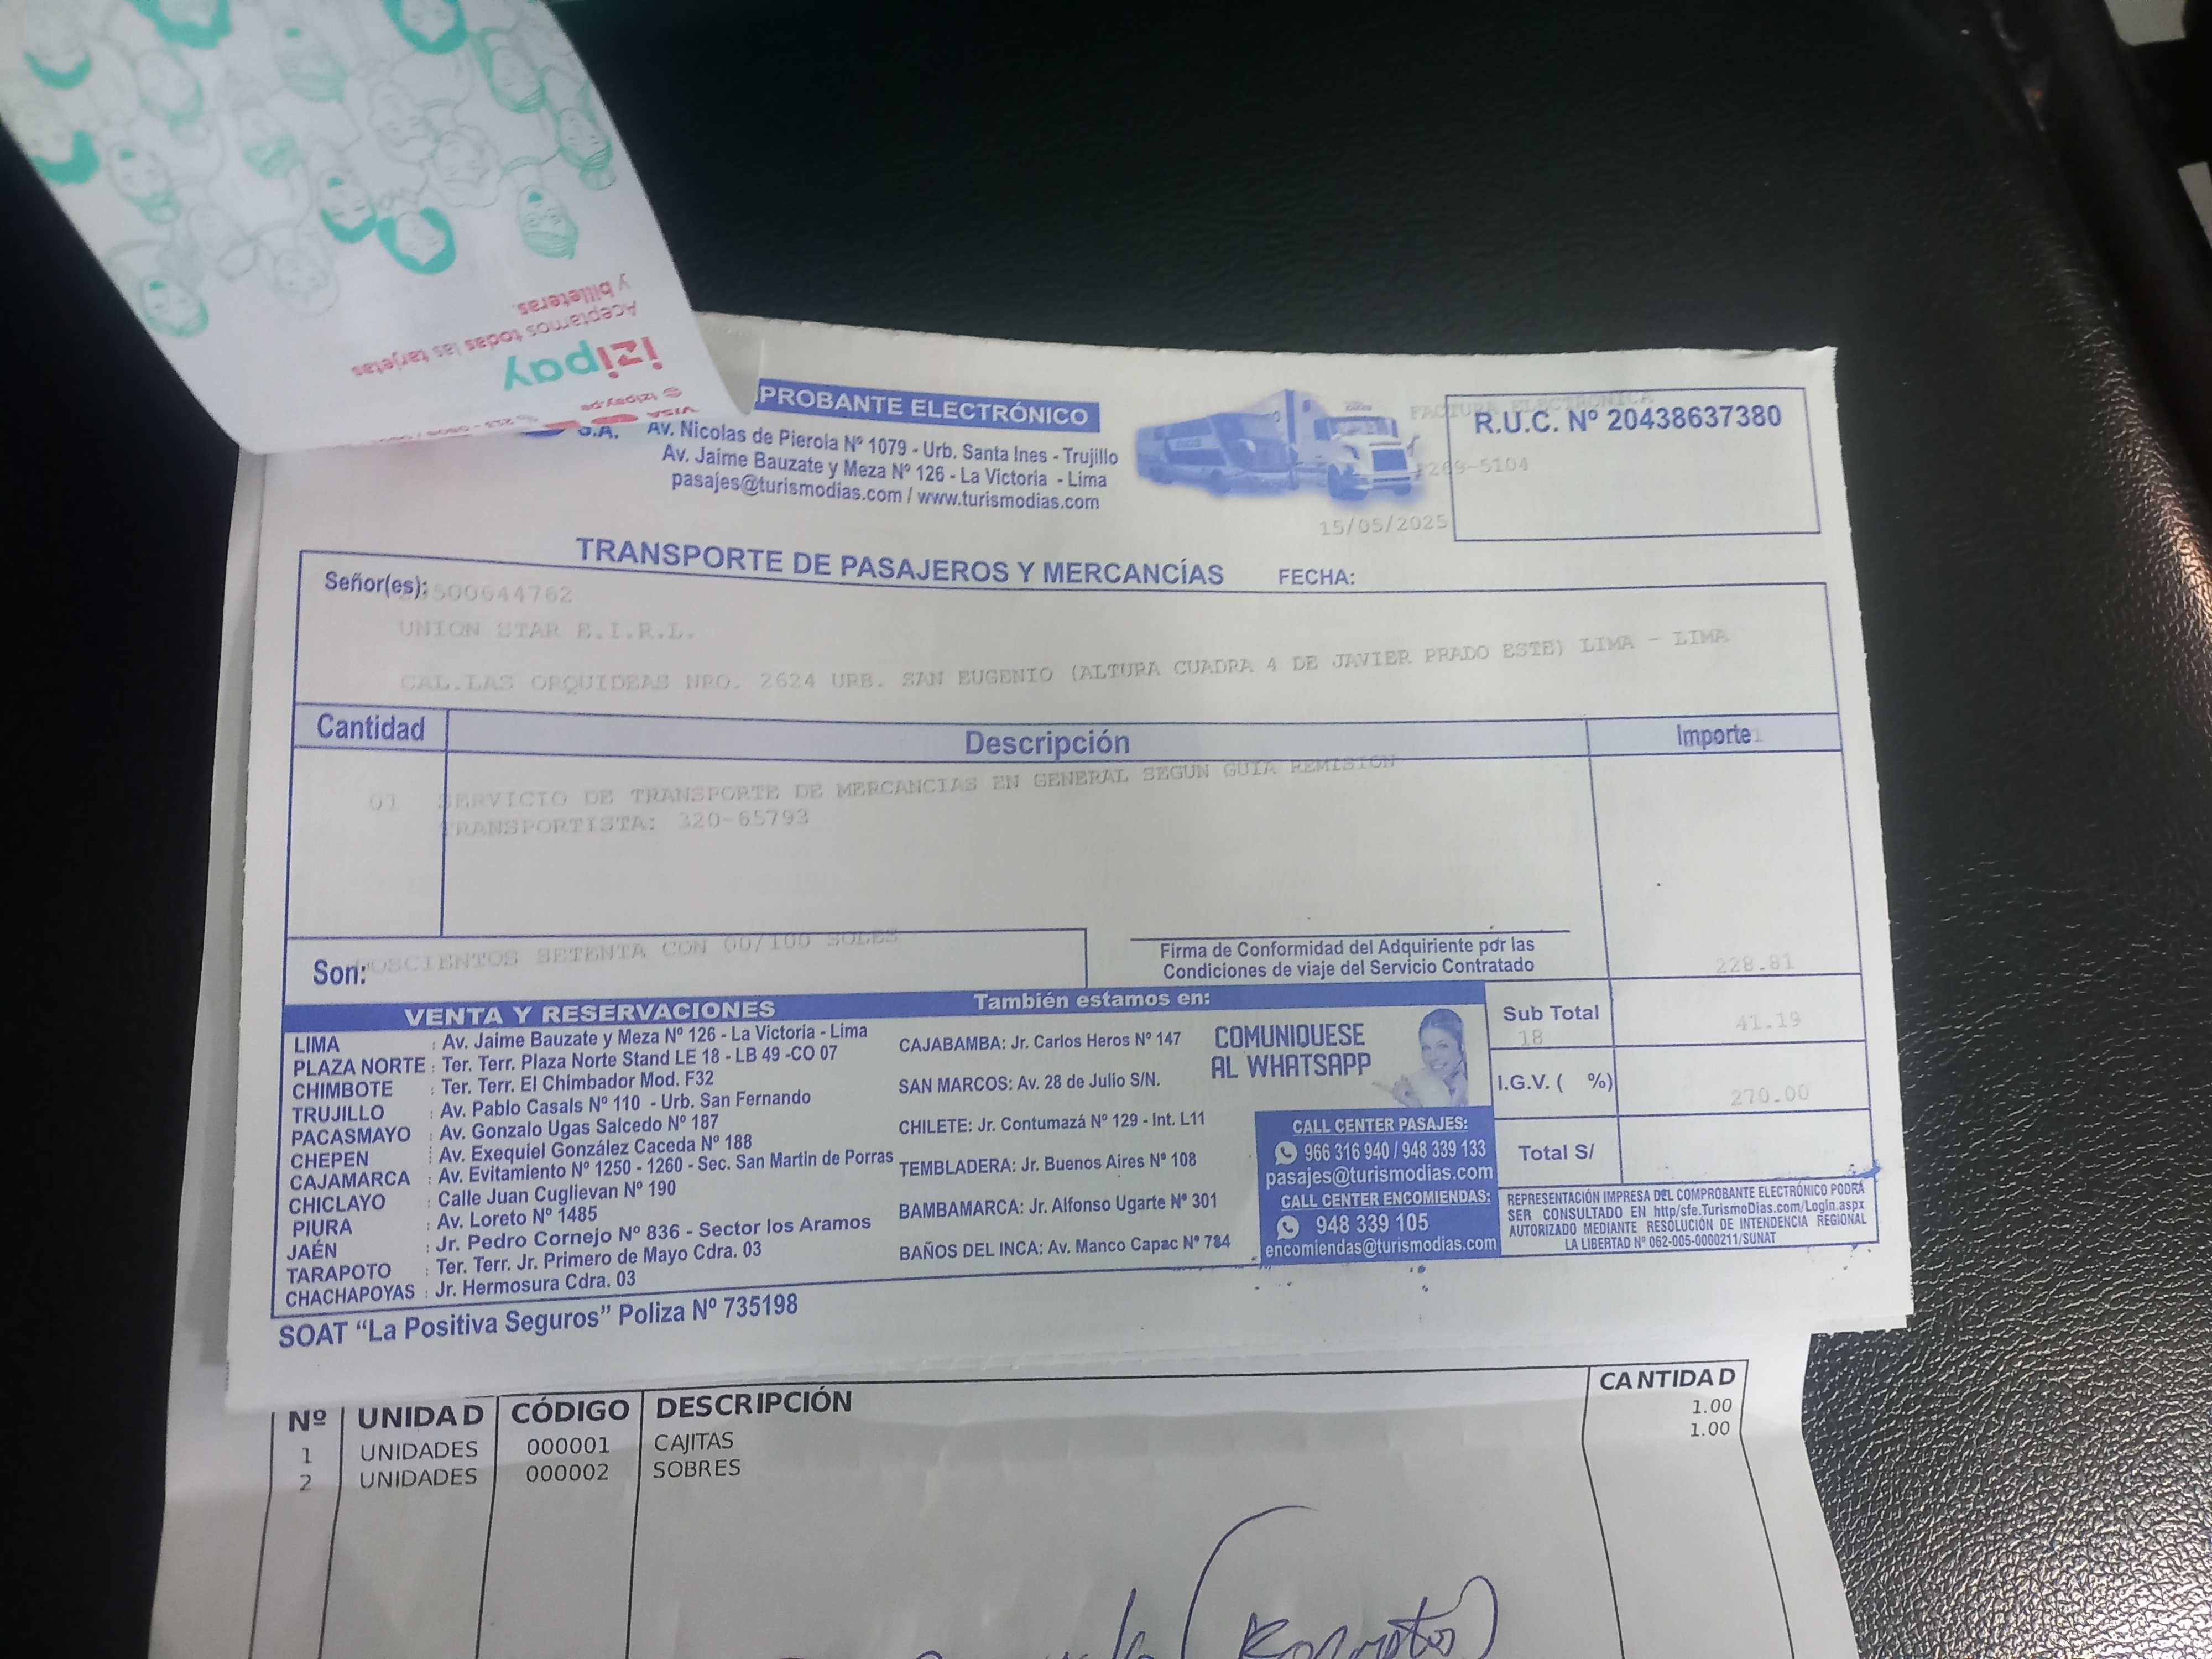 y billeteras.
Aceptamos todas las tarjetas
izipay
izipay.pe
VISA
PROBANTE ELECTRÓNICO
S.A.
Av. Nicolas de Pierola Nº 1079 - Urb. Santa Ines - Trujillo
Av. Jaime Bauzate y Meza Nº 126 - La Victoria - Lima
pasajes@turismodias.com / www.turismodias.com
FACTURA ELECTRONICA
R.U.C. Nº 20438637380
269-5104
15/05/2025
TRANSPORTE DE PASAJEROS Y MERCANCÍAS FECHA:
Señor(es): 500644762
UNION STAR E.I.R.L.
CAL.LAS ORQUIDEAS NRO. 2624 URB. SAN EUGENIO (ALTURA CUADRA 4 DE JAVIER PRADO ESTE) LIMA - LIMA
Cantidad Descripción Importe
01 SERVICIO DE TRANSPORTE DE MERCANCIAS EN GENERAL SEGUN GUIA REMISION
TRANSPORTISTA: 320-65793
Son: DOSCIENTOS SETENTA CON 00/100 SOLES
Firma de Conformidad del Adquiriente por las
Condiciones de viaje del Servicio Contratado
228.81
Sub Total 41.19
18
I.G.V. ( %) 270.00
Total S/
VENTA Y RESERVACIONES
LIMA : Av. Jaime Bauzate y Meza Nº 126 - La Victoria - Lima
PLAZA NORTE : Ter. Terr. Plaza Norte Stand LE 18 - LB 49 -CO 07
CHIMBOTE : Ter. Terr. El Chimbador Mod. F32
TRUJILLO : Av. Pablo Casals Nº 110 - Urb. San Fernando
PACASMAYO : Av. Gonzalo Ugas Salcedo Nº 187
CHEPEN : Av. Exequiel González Caceda Nº 188
CAJAMARCA : Av. Evitamiento Nº 1250 - 1260 - Sec. San Martin de Porras
CHICLAYO : Calle Juan Cuglievan Nº 190
PIURA : Av. Loreto Nº 1485
JAÉN : Jr. Pedro Cornejo Nº 836 - Sector los Aramos
TARAPOTO : Ter. Terr. Jr. Primero de Mayo Cdra. 03
CHACHAPOYAS : Jr. Hermosura Cdra. 03
También estamos en:
CAJABAMBA: Jr. Carlos Heros Nº 147
SAN MARCOS: Av. 28 de Julio S/N.
CHILETE: Jr. Contumazá Nº 129 - Int. L11
TEMBLADERA: Jr. Buenos Aires Nº 108
BAMBAMARCA: Jr. Alfonso Ugarte Nº 301
BAÑOS DEL INCA: Av. Manco Capac Nº 784
COMUNIQUESE
AL WHATSAPP
CALL CENTER PASAJES:
966 316 940 / 948 339 133
pasajes@turismodias.com
CALL CENTER ENCOMIENDAS:
948 339 105
encomiendas@turismodias.com
REPRESENTACIÓN IMPRESA DEL COMPROBANTE ELECTRÓNICO PODRÁ
SER CONSULTADO EN http/sfe.TurismoDias.com/Login.aspx
AUTORIZADO MEDIANTE RESOLUCIÓN DE INTENDENCIA REGIONAL
LA LIBERTAD Nº 062-005-0000211/SUNAT
SOAT “La Positiva Seguros” Poliza Nº 735198
Nº UNIDAD CÓDIGO DESCRIPCIÓN CANTIDAD
1 UNIDADES 000001 CAJITAS 1.00
2 UNIDADES 000002 SOBRES 1.00